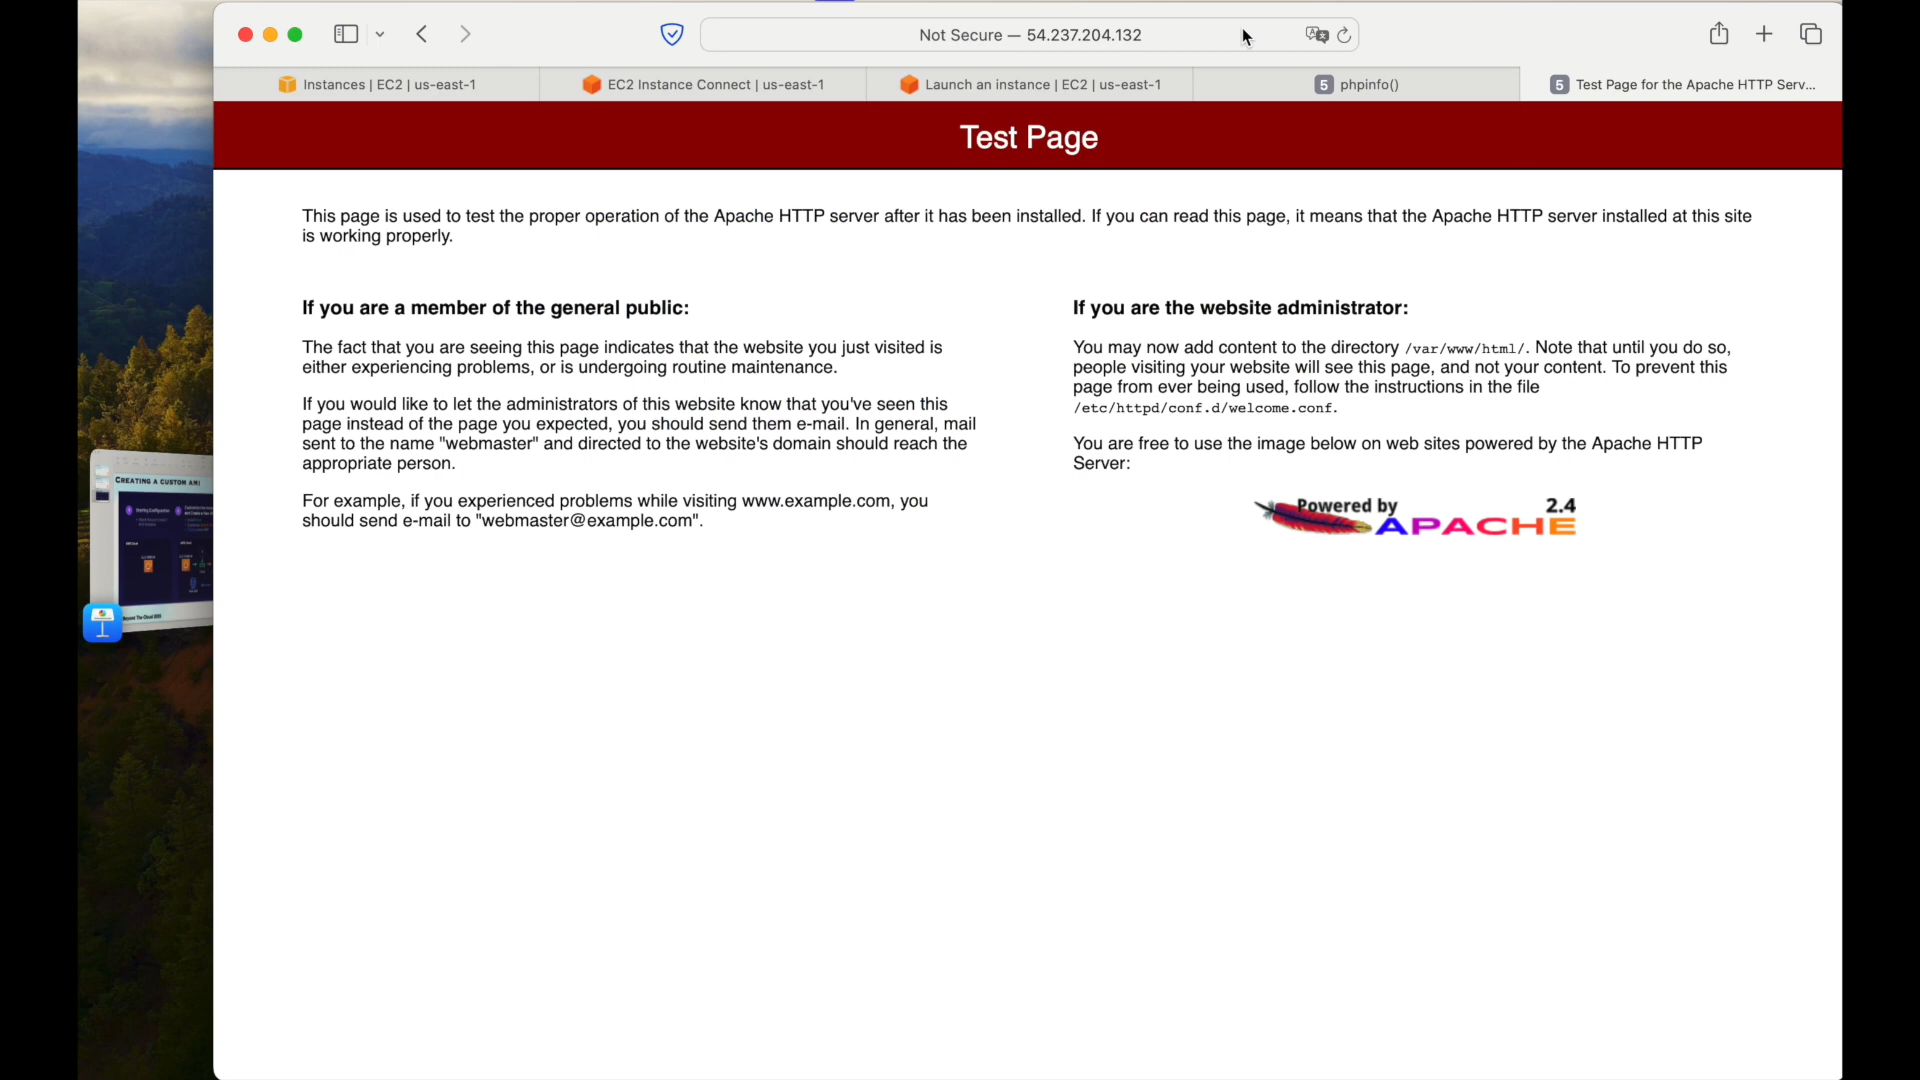 Not Secure — 54.237.204.132
Instances | EC2 | us-east-1
EC2 Instance Connect | us-east-1
Launch an instance | EC2 | us-east-1
5 phpinfo()
5 Test Page for the Apache HTTP Serv...
Test Page
This page is used to test the proper operation of the Apache HTTP server after it has been installed. If you can read this page, it means that the Apache HTTP server installed at this site
is working properly.
If you are a member of the general public:
The fact that you are seeing this page indicates that the website you just visited is
either experiencing problems, or is undergoing routine maintenance.
If you would like to let the administrators of this website know that you've seen this
page instead of the page you expected, you should send them e-mail. In general, mail
sent to the name "webmaster" and directed to the website's domain should reach the
appropriate person.
For example, if you experienced problems while visiting www.example.com, you
should send e-mail to "webmaster@example.com".
If you are the website administrator:
You may now add content to the directory /var/www/html/. Note that until you do so,
people visiting your website will see this page, and not your content. To prevent this
page from ever being used, follow the instructions in the file
/etc/httpd/conf.d/welcome.conf.
You are free to use the image below on web sites powered by the Apache HTTP
Server:
Powered by 2.4
APACHE
CREATING A CUSTOM AMI
Beyond The Cloud